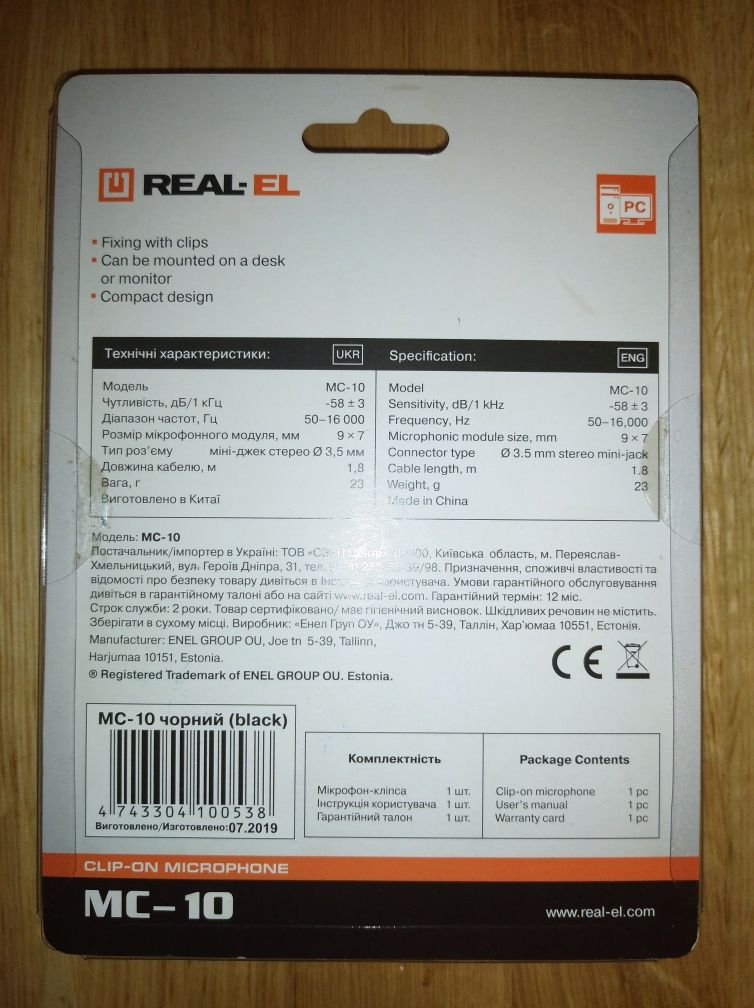 REAL-EL
PC
Fixing with clips
Can be mounted on a desk
or monitor
Compact design
Технічні характеристики: UKR
Модель MC-10
Чутливість, дБ/1 кГц -58 ± 3
Діапазон частот, Гц 50–16 000
Розмір мікрофонного модуля, мм 9 × 7
Тип роз'єму міні-джек стерео Ø 3,5 мм
Довжина кабелю, м 1,8
Вага, г 23
Виготовлено в Китаї
Specification: ENG
Model MC-10
Sensitivity, dB/1 kHz -58 ± 3
Frequency, Hz 50–16,000
Microphonic module size, mm 9 × 7
Connector type Ø 3.5 mm stereo mini-jack
Cable length, m 1.8
Weight, g 23
Made in China
Модель: MC-10
Постачальник/імпортер в Україні: ТОВ Київська область, м. Переяслав-
Хмельницький, вул. Героїв Дніпра, 31, тел. Призначення, споживчі властивості та
відомості про безпеку товару дивіться в Умови гарантійного обслуговування
дивіться в гарантійному талоні або на сайті www.real-el.com. Гарантійний термін: 12 міс.
Строк служби: 2 роки. Товар сертифіковано/ має гігієнічний висновок. Шкідливих речовин не містить.
Зберігати в сухому місці. Виробник: «Енел Груп ОУ», Джо тн 5-39, Таллін, Хар'юмаа 10551, Естонія.
Manufacturer: ENEL GROUP OU, Joe tn 5-39, Tallinn,
Harjumaa 10151, Estonia.
® Registered Trademark of ENEL GROUP OU. Estonia.
CE
MC-10 чорний (black)
4 743304 100538
Виготовлено/Изготовлено:07.2019
Комплектність
Мікрофон-кліпса 1 шт.
Інструкція користувача 1 шт.
Гарантійний талон 1 шт.
Package Contents
Clip-on microphone 1 pc
User's manual 1 pc
Warranty card 1 pc
CLIP-ON MICROPHONE
MC–10
www.real-el.com